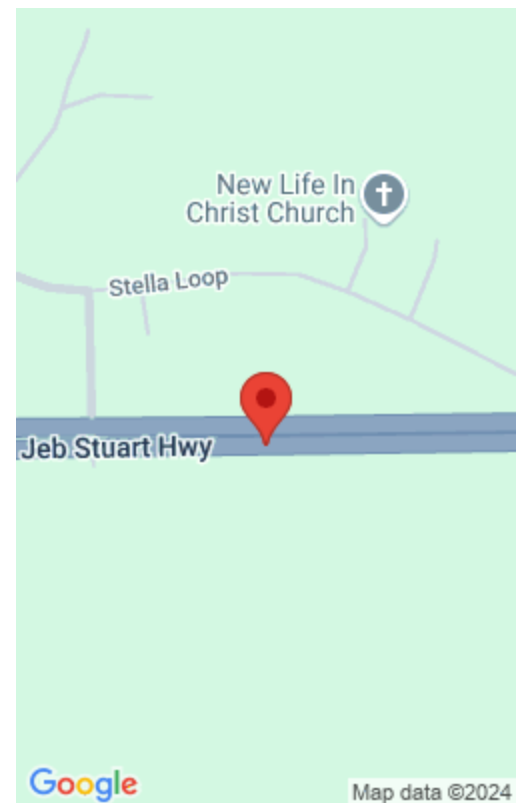 New Life In
Christ Church
Stella Loop
Jeb Stuart Hwy
Google
Map data ©2024